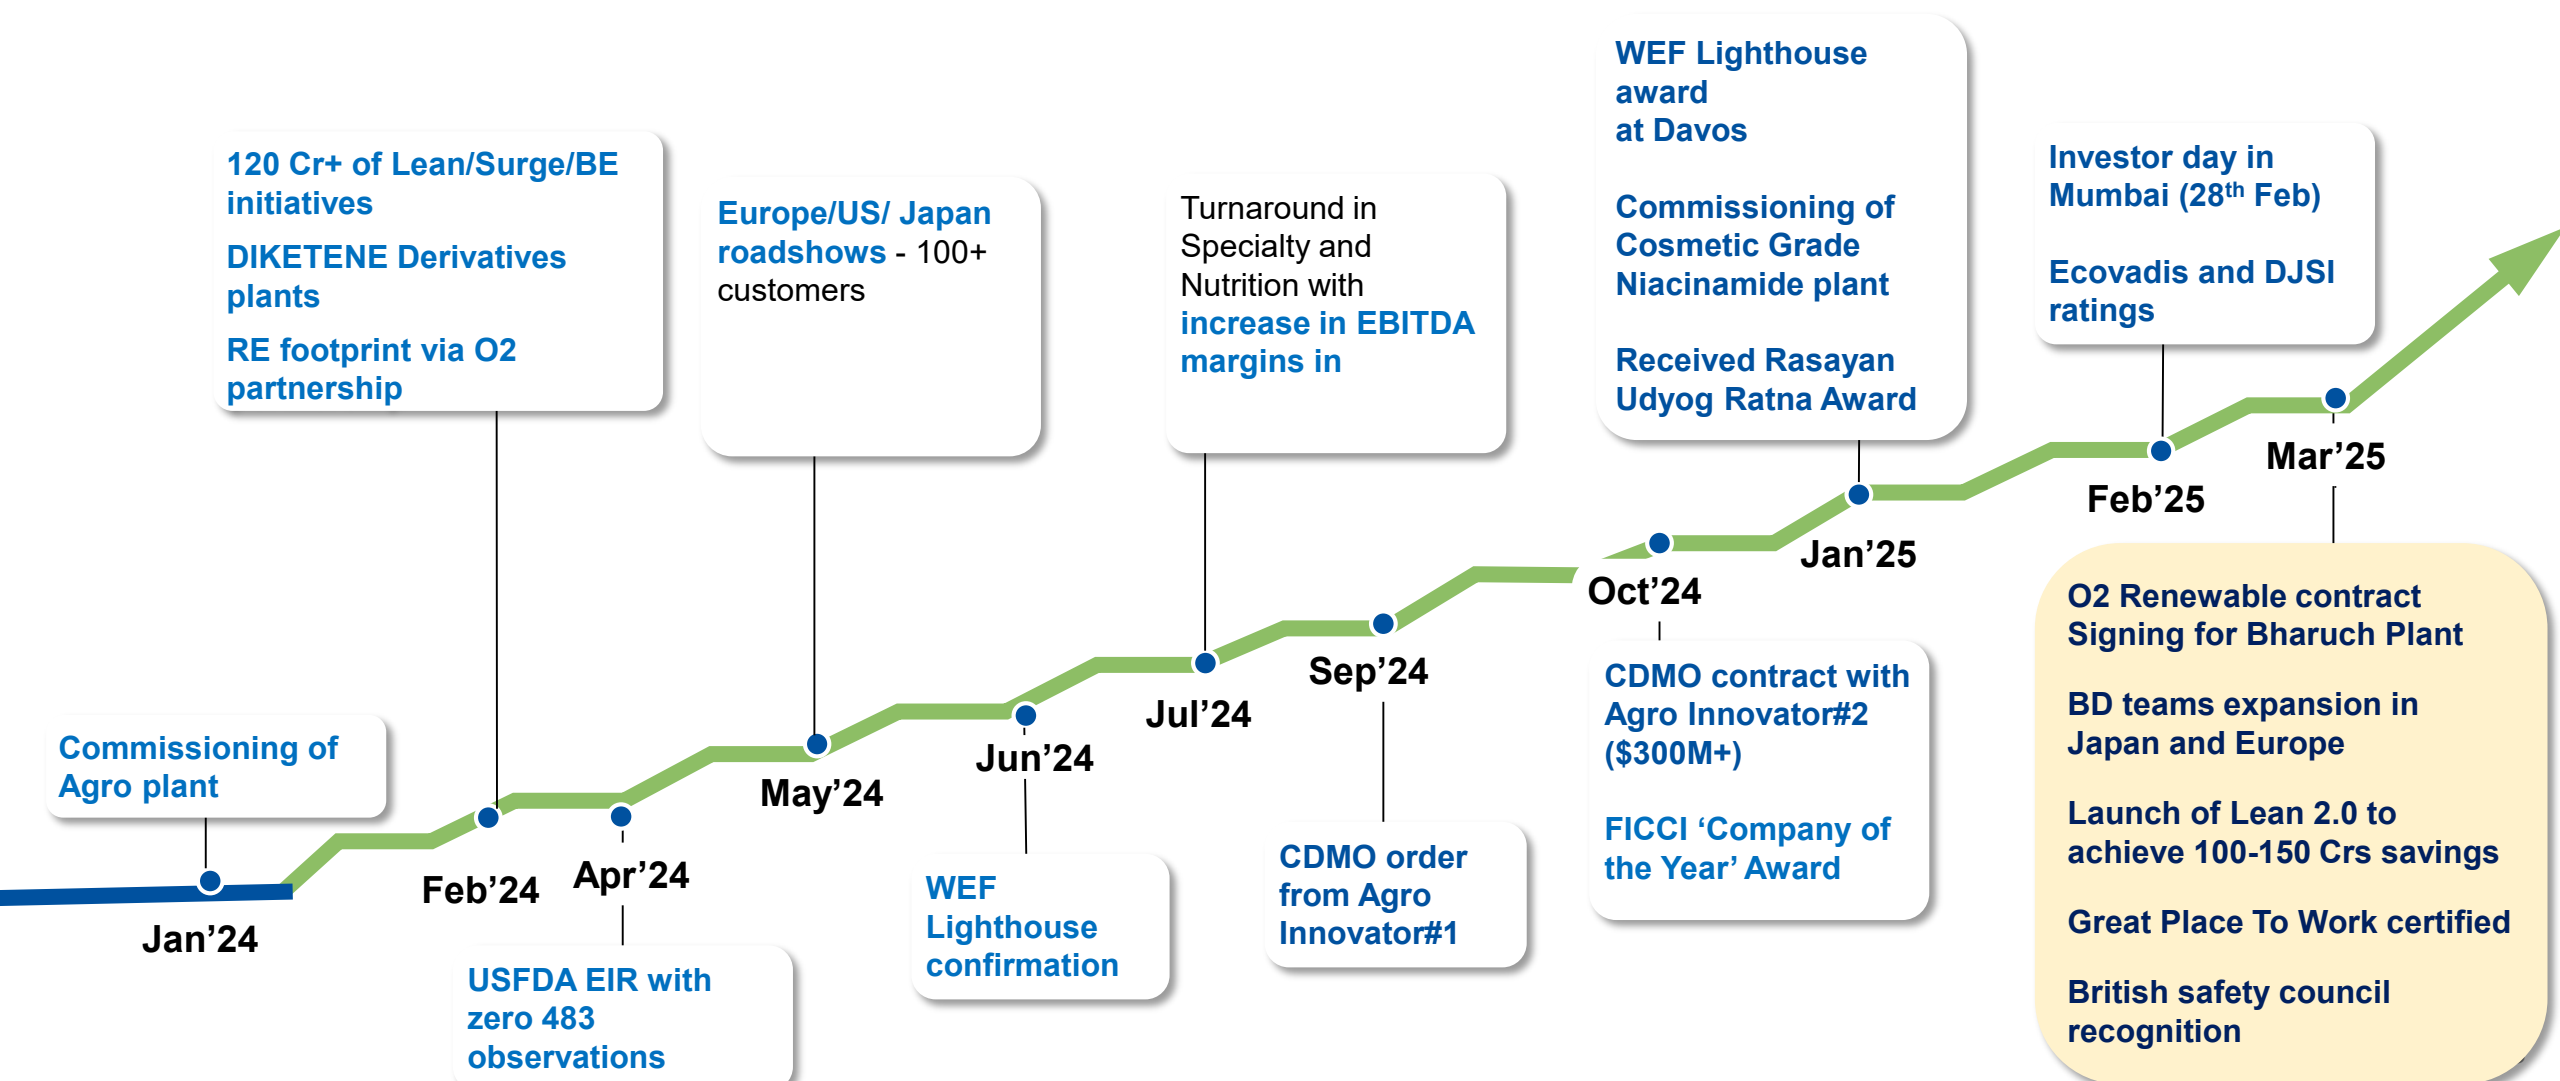 120 Cr+ of Lean/Surge/BE
initiatives
DIKETENE Derivatives
plants
RE footprint via O2
partnership
Europe/US/ Japan
roadshows - 100+
customers
Turnaround in
Specialty and
Nutrition with
increase in EBITDA
margins in
WEF Lighthouse
award
at Davos
Commissioning of
Cosmetic Grade
Niacinamide plant
Received Rasayan
Udyog Ratna Award
Investor day in
Mumbai (28th Feb)
Ecovadis and DJSI
ratings
Commissioning of
Agro plant
Jan’24
Feb’24
Apr’24
May’24
Jun’24
Jul’24
Sep’24
Oct’24
Jan’25
Feb’25
Mar’25
USFDA EIR with
zero 483
observations
WEF
Lighthouse
confirmation
CDMO order
from Agro
Innovator#1
CDMO contract with
Agro Innovator#2
($300M+)
FICCI ‘Company of
the Year’ Award
O2 Renewable contract
Signing for Bharuch Plant
BD teams expansion in
Japan and Europe
Launch of Lean 2.0 to
achieve 100-150 Crs savings
Great Place To Work certified
British safety council
recognition